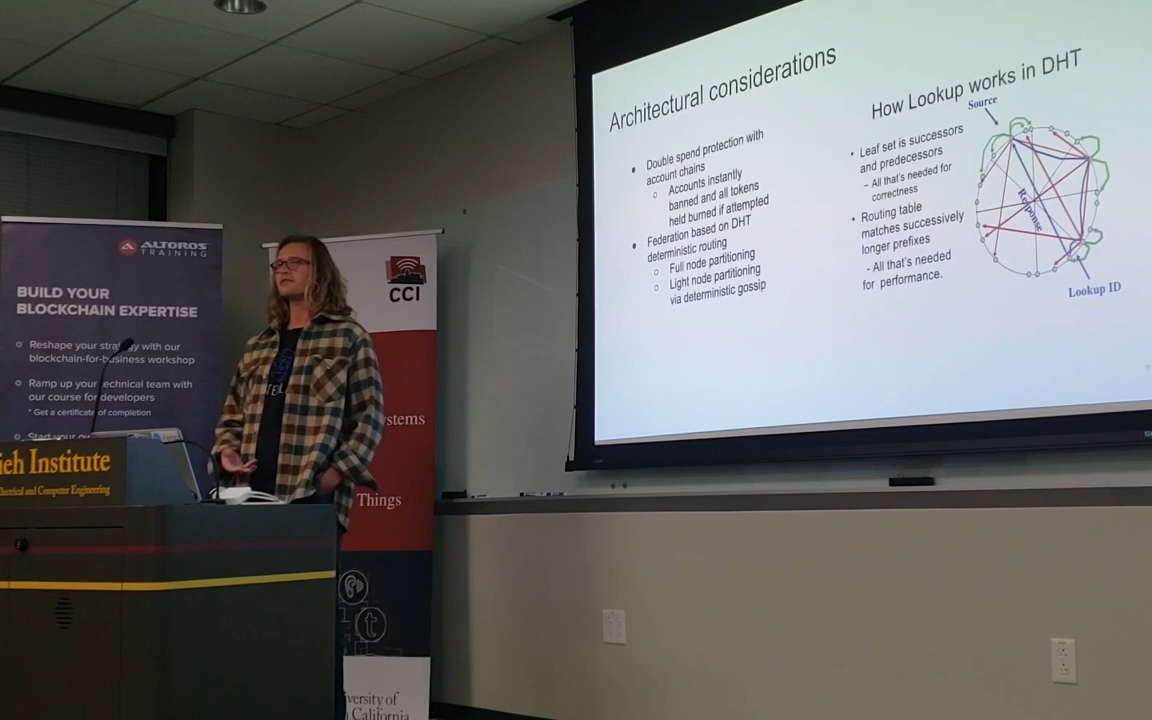 Architectural considerations
Double spend protection with
account chains
Accounts instantly
banned and all tokens
held burned if attempted
Federation based on DHT
deterministic routing
Full node partitioning
Light node partitioning
via deterministic gossip
How Lookup works in DHT
Source
Leaf set is successors
and predecessors
– All that's needed for
correctness
Routing table
matches successively
longer prefixes
- All that's needed
for performance.
Response
Lookup ID
ALTOROS
TRAINING
BUILD YOUR
BLOCKCHAIN EXPERTISE
Reshape your strategy with our
blockchain-for-business workshop
Ramp up your technical team with
our course for developers
* Get a certificate of completion
Start your
CCI
ystems
Things
t
iversity of
California
ieh Institute
Electrical and Computer Engineering